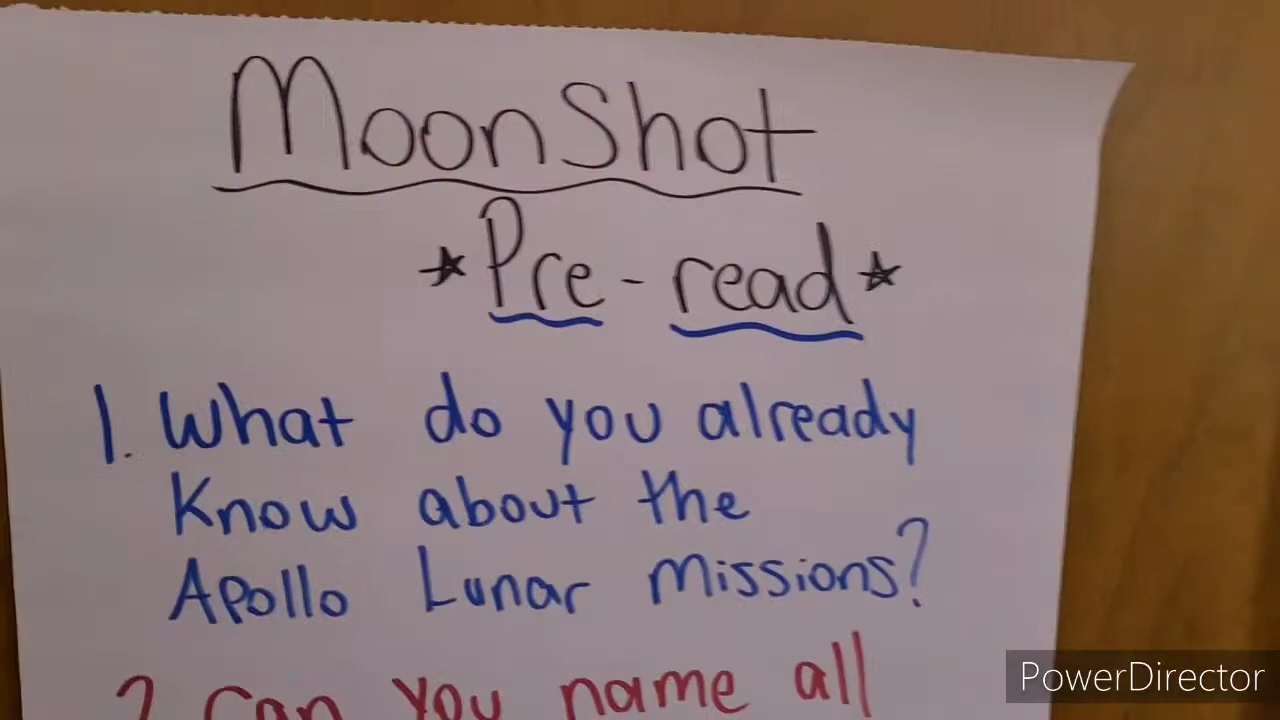 MoonShot
★Pre-read★
1. What do you already
Know about the
Apollo Lunar missions?
2 Can you name all
PowerDirector